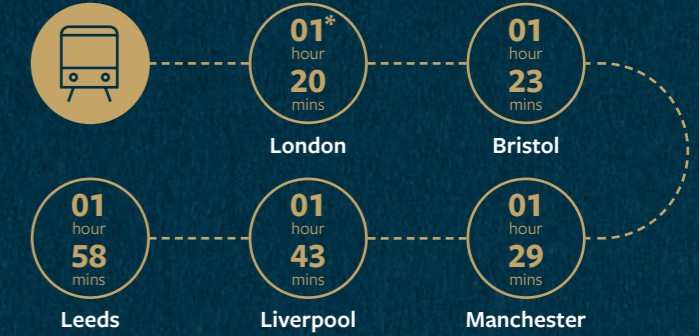 01*
hour
20
mins
London
01
hour
23
mins
Bristol
01
hour
29
mins
Manchester
01
hour
43
mins
Liverpool
01
hour
58
mins
Leeds